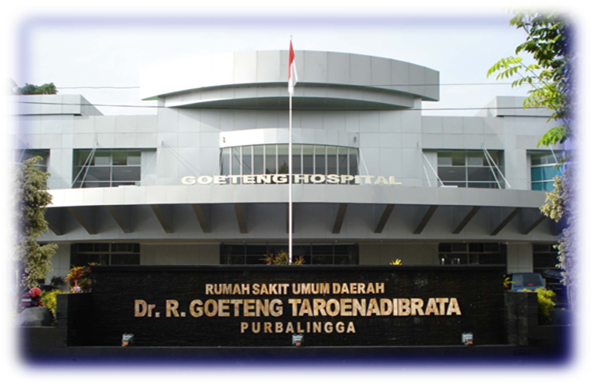 GOETENG HOSPITAL
RUMAH SAKIT UMUM DAERAH
Dr. R. GOETENG TAROENADIBRATA
PURBALINGGA